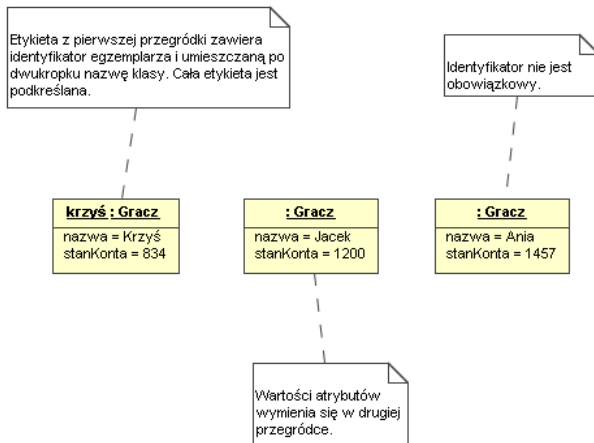 Etykieta z pierwszej przegródki zawiera
identyfikator egzemplarza i umieszczaną po
dwukropku nazwę klasy. Cała etykieta jest
podkreślana.
Identyfikator nie jest
obowiązkowy.
krzyś : Gracz
nazwa = Krzyś
stanKonta = 834
: Gracz
nazwa = Jacek
stanKonta = 1200
: Gracz
nazwa = Ania
stanKonta = 1457
Wartości atrybutów
wymienia się w drugiej
przegródce.